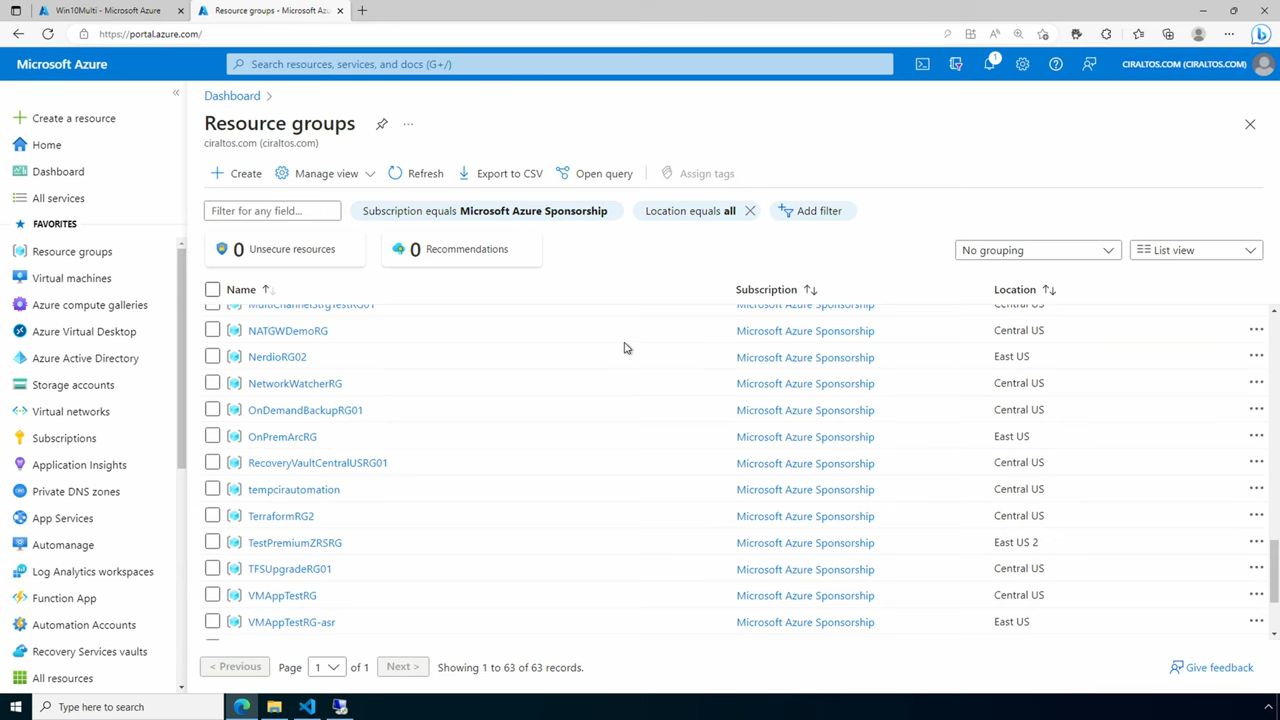 Win10Multi - Microsoft Azure
Resource groups - Microsoft Azu
https://portal.azure.com/
Microsoft Azure
Search resources, services, and docs (G+/)
1
CIRALTOS.COM (CIRALTOS.COM)
Create a resource
Home
Dashboard
All services
FAVORITES
Resource groups
Virtual machines
Azure compute galleries
Azure Virtual Desktop
Azure Active Directory
Storage accounts
Virtual networks
Subscriptions
Application Insights
Private DNS zones
App Services
Automanage
Log Analytics workspaces
Function App
Automation Accounts
Recovery Services vaults
All resources
Dashboard >
Resource groups
ciraltos.com (ciraltos.com)
Create
Manage view
Refresh
Export to CSV
Open query
Assign tags
Filter for any field...
Subscription equals Microsoft Azure Sponsorship
Location equals all
Add filter
0 Unsecure resources
0 Recommendations
No grouping
List view
Name Subscription Location
MultiChannelStrgTestRG01 Microsoft Azure Sponsorship Central US
NATGWDemoRG Microsoft Azure Sponsorship Central US
NerdioRG02 Microsoft Azure Sponsorship East US
NetworkWatcherRG Microsoft Azure Sponsorship Central US
OnDemandBackupRG01 Microsoft Azure Sponsorship Central US
OnPremArcRG Microsoft Azure Sponsorship East US
RecoveryVaultCentralUSRG01 Microsoft Azure Sponsorship Central US
tempcirautomation Microsoft Azure Sponsorship Central US
TerraformRG2 Microsoft Azure Sponsorship Central US
TestPremiumZRSRG Microsoft Azure Sponsorship East US 2
TFSUpgradeRG01 Microsoft Azure Sponsorship Central US
VMAppTestRG Microsoft Azure Sponsorship Central US
VMAppTestRG-asr Microsoft Azure Sponsorship East US
< Previous Page 1 of 1 Next > Showing 1 to 63 of 63 records.
Give feedback
Type here to search